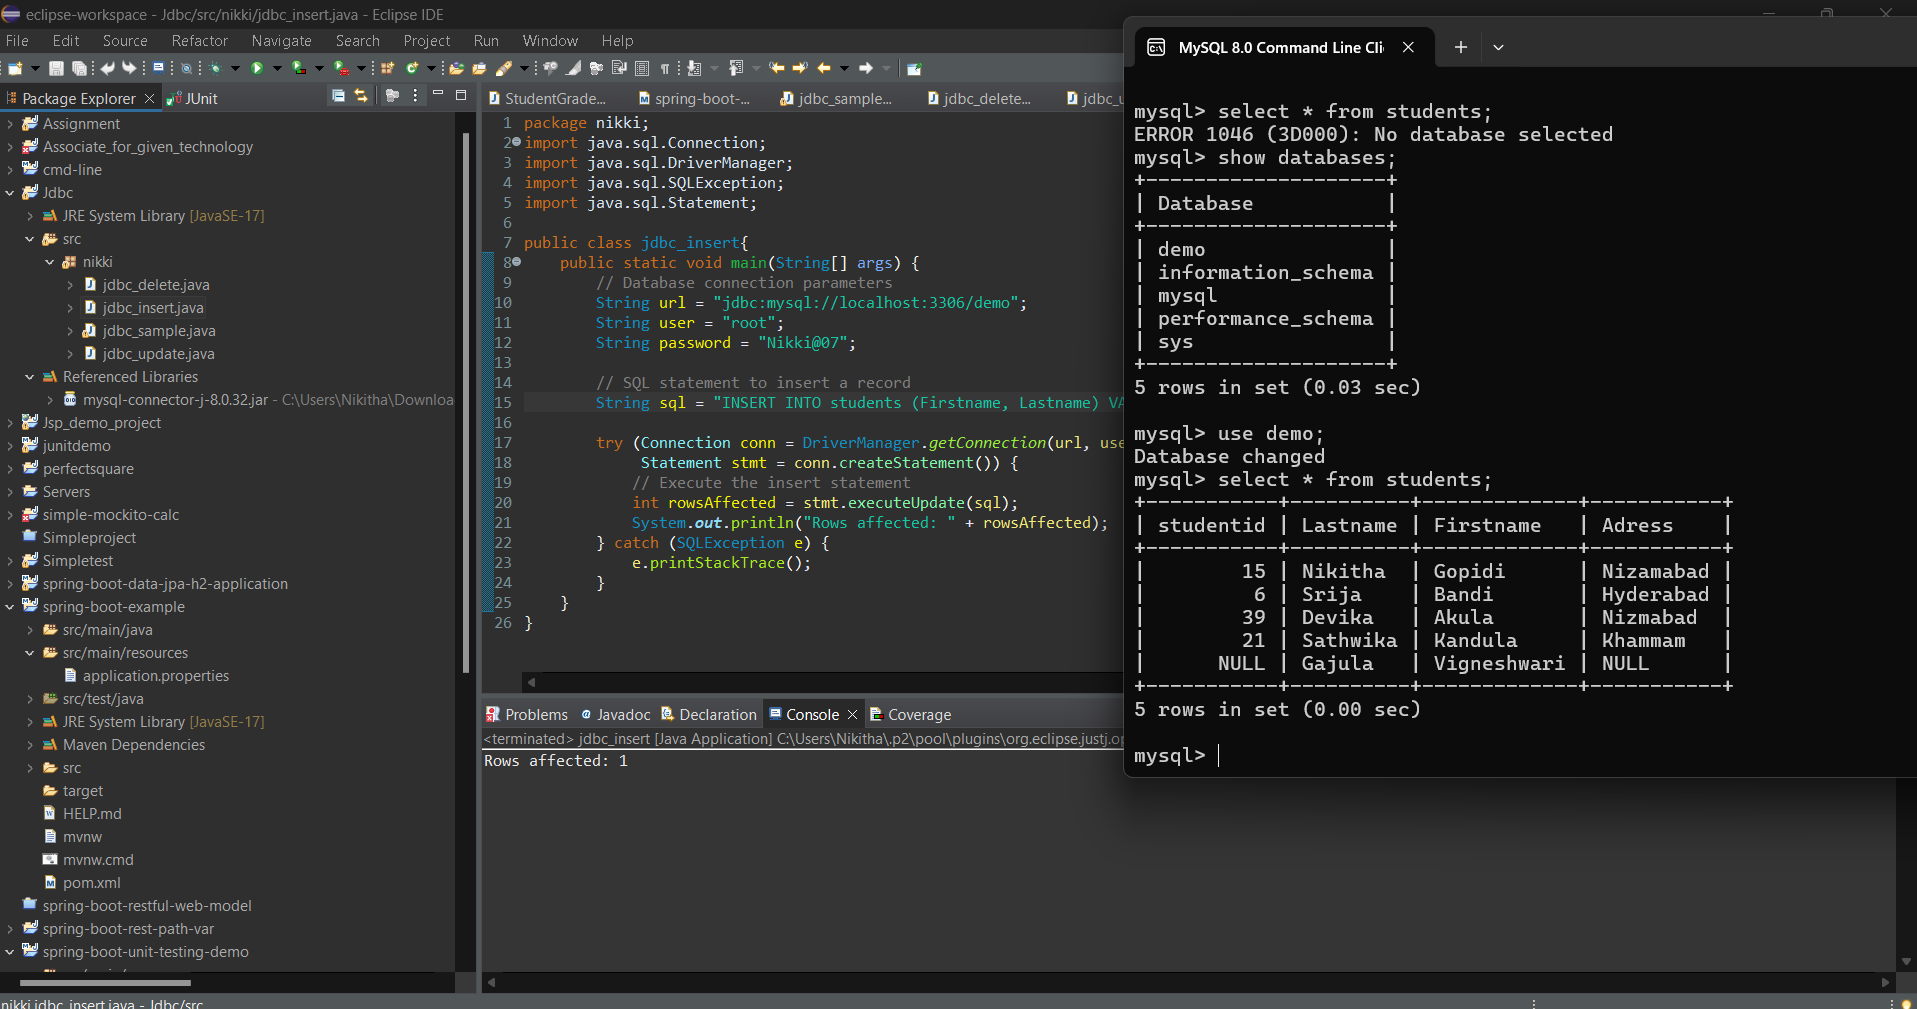 eclipse-workspace - Jdbc/src/nikki/jdbc_insert.java - Eclipse IDE
File Edit Source Refactor Navigate Search Project Run Window Help
Package Explorer
JUnit
Assignment
Associate_for_given_technology
cmd-line
Jdbc
JRE System Library [JavaSE-17]
src
nikki
jdbc_delete.java
jdbc_insert.java
jdbc_sample.java
jdbc_update.java
Referenced Libraries
mysql-connector-j-8.0.32.jar - C:\Users\Nikitha\Downloa
Jsp_demo_project
junitdemo
perfectsquare
Servers
simple-mockito-calc
Simpleproject
Simpletest
spring-boot-data-jpa-h2-application
spring-boot-example
src/main/java
src/main/resources
application.properties
src/test/java
JRE System Library [JavaSE-17]
Maven Dependencies
src
target
HELP.md
mvnw
mvnw.cmd
pom.xml
spring-boot-restful-web-model
spring-boot-rest-path-var
spring-boot-unit-testing-demo
nikki.jdbc_insert.java - Jdbc/src
StudentGrade... spring-boot-... jdbc_sample... jdbc_delete... jdbc_u
1 package nikki;
2 import java.sql.Connection;
3 import java.sql.DriverManager;
4 import java.sql.SQLException;
5 import java.sql.Statement;
6
7 public class jdbc_insert{
8 public static void main(String[] args) {
9 // Database connection parameters
10 String url = "jdbc:mysql://localhost:3306/demo";
11 String user = "root";
12 String password = "Nikki@07";
13
14 // SQL statement to insert a record
15 String sql = "INSERT INTO students (Firstname, Lastname) VA
16
17 try (Connection conn = DriverManager.getConnection(url, use
18 Statement stmt = conn.createStatement()) {
19 // Execute the insert statement
20 int rowsAffected = stmt.executeUpdate(sql);
21 System.out.println("Rows affected: " + rowsAffected);
22 } catch (SQLException e) {
23 e.printStackTrace();
24 }
25 }
26 }
Problems Javadoc Declaration Console Coverage
<terminated> jdbc_insert [Java Application] C:\Users\Nikitha\.p2\pool\plugins\org.eclipse.justj.op
Rows affected: 1
MySQL 8.0 Command Line Cli
mysql> select * from students;
ERROR 1046 (3D000): No database selected
mysql> show databases;
+--------------------+
| Database           |
+--------------------+
| demo               |
| information_schema |
| mysql              |
| performance_schema |
| sys                |
+--------------------+
5 rows in set (0.03 sec)
mysql> use demo;
Database changed
mysql> select * from students;
+-----------+----------+-------------+-----------+
| studentid | Lastname | Firstname   | Adress    |
+-----------+----------+-------------+-----------+
|        15 | Nikitha  | Gopidi      | Nizamabad |
|         6 | Srija    | Bandi       | Hyderabad |
|        39 | Devika   | Akula       | Nizmabad  |
|        21 | Sathwika | Kandula     | Khammam   |
|      NULL | Gajula   | Vigneshwari | NULL      |
+-----------+----------+-------------+-----------+
5 rows in set (0.00 sec)
mysql>